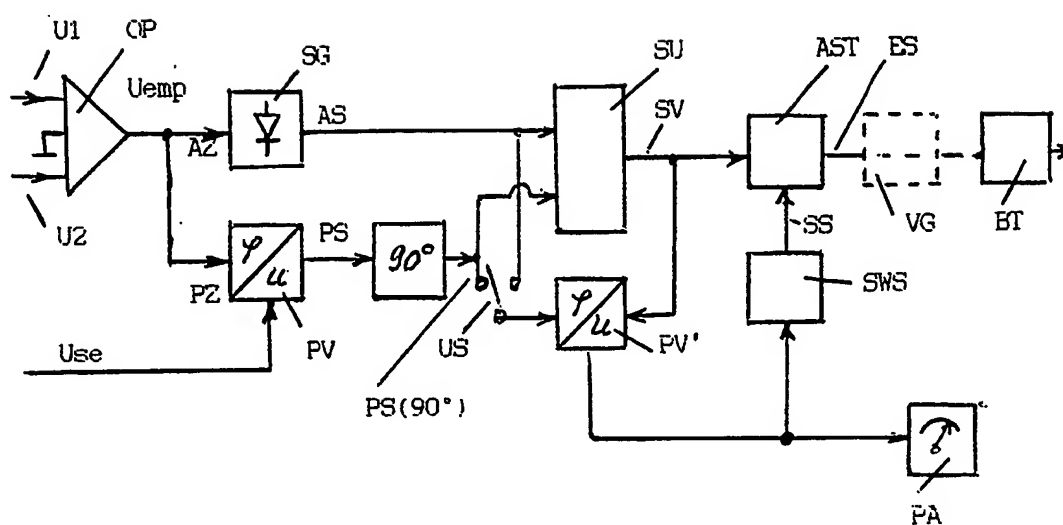 U1
OP
Uemp
SG
AS
AZ
U2
PZ
φ/u
PV
PS
90°
Use
US
PS(90°)
SU
SV
φ/u
PV'
AST
ES
VG
BT
SS
SWS
PA